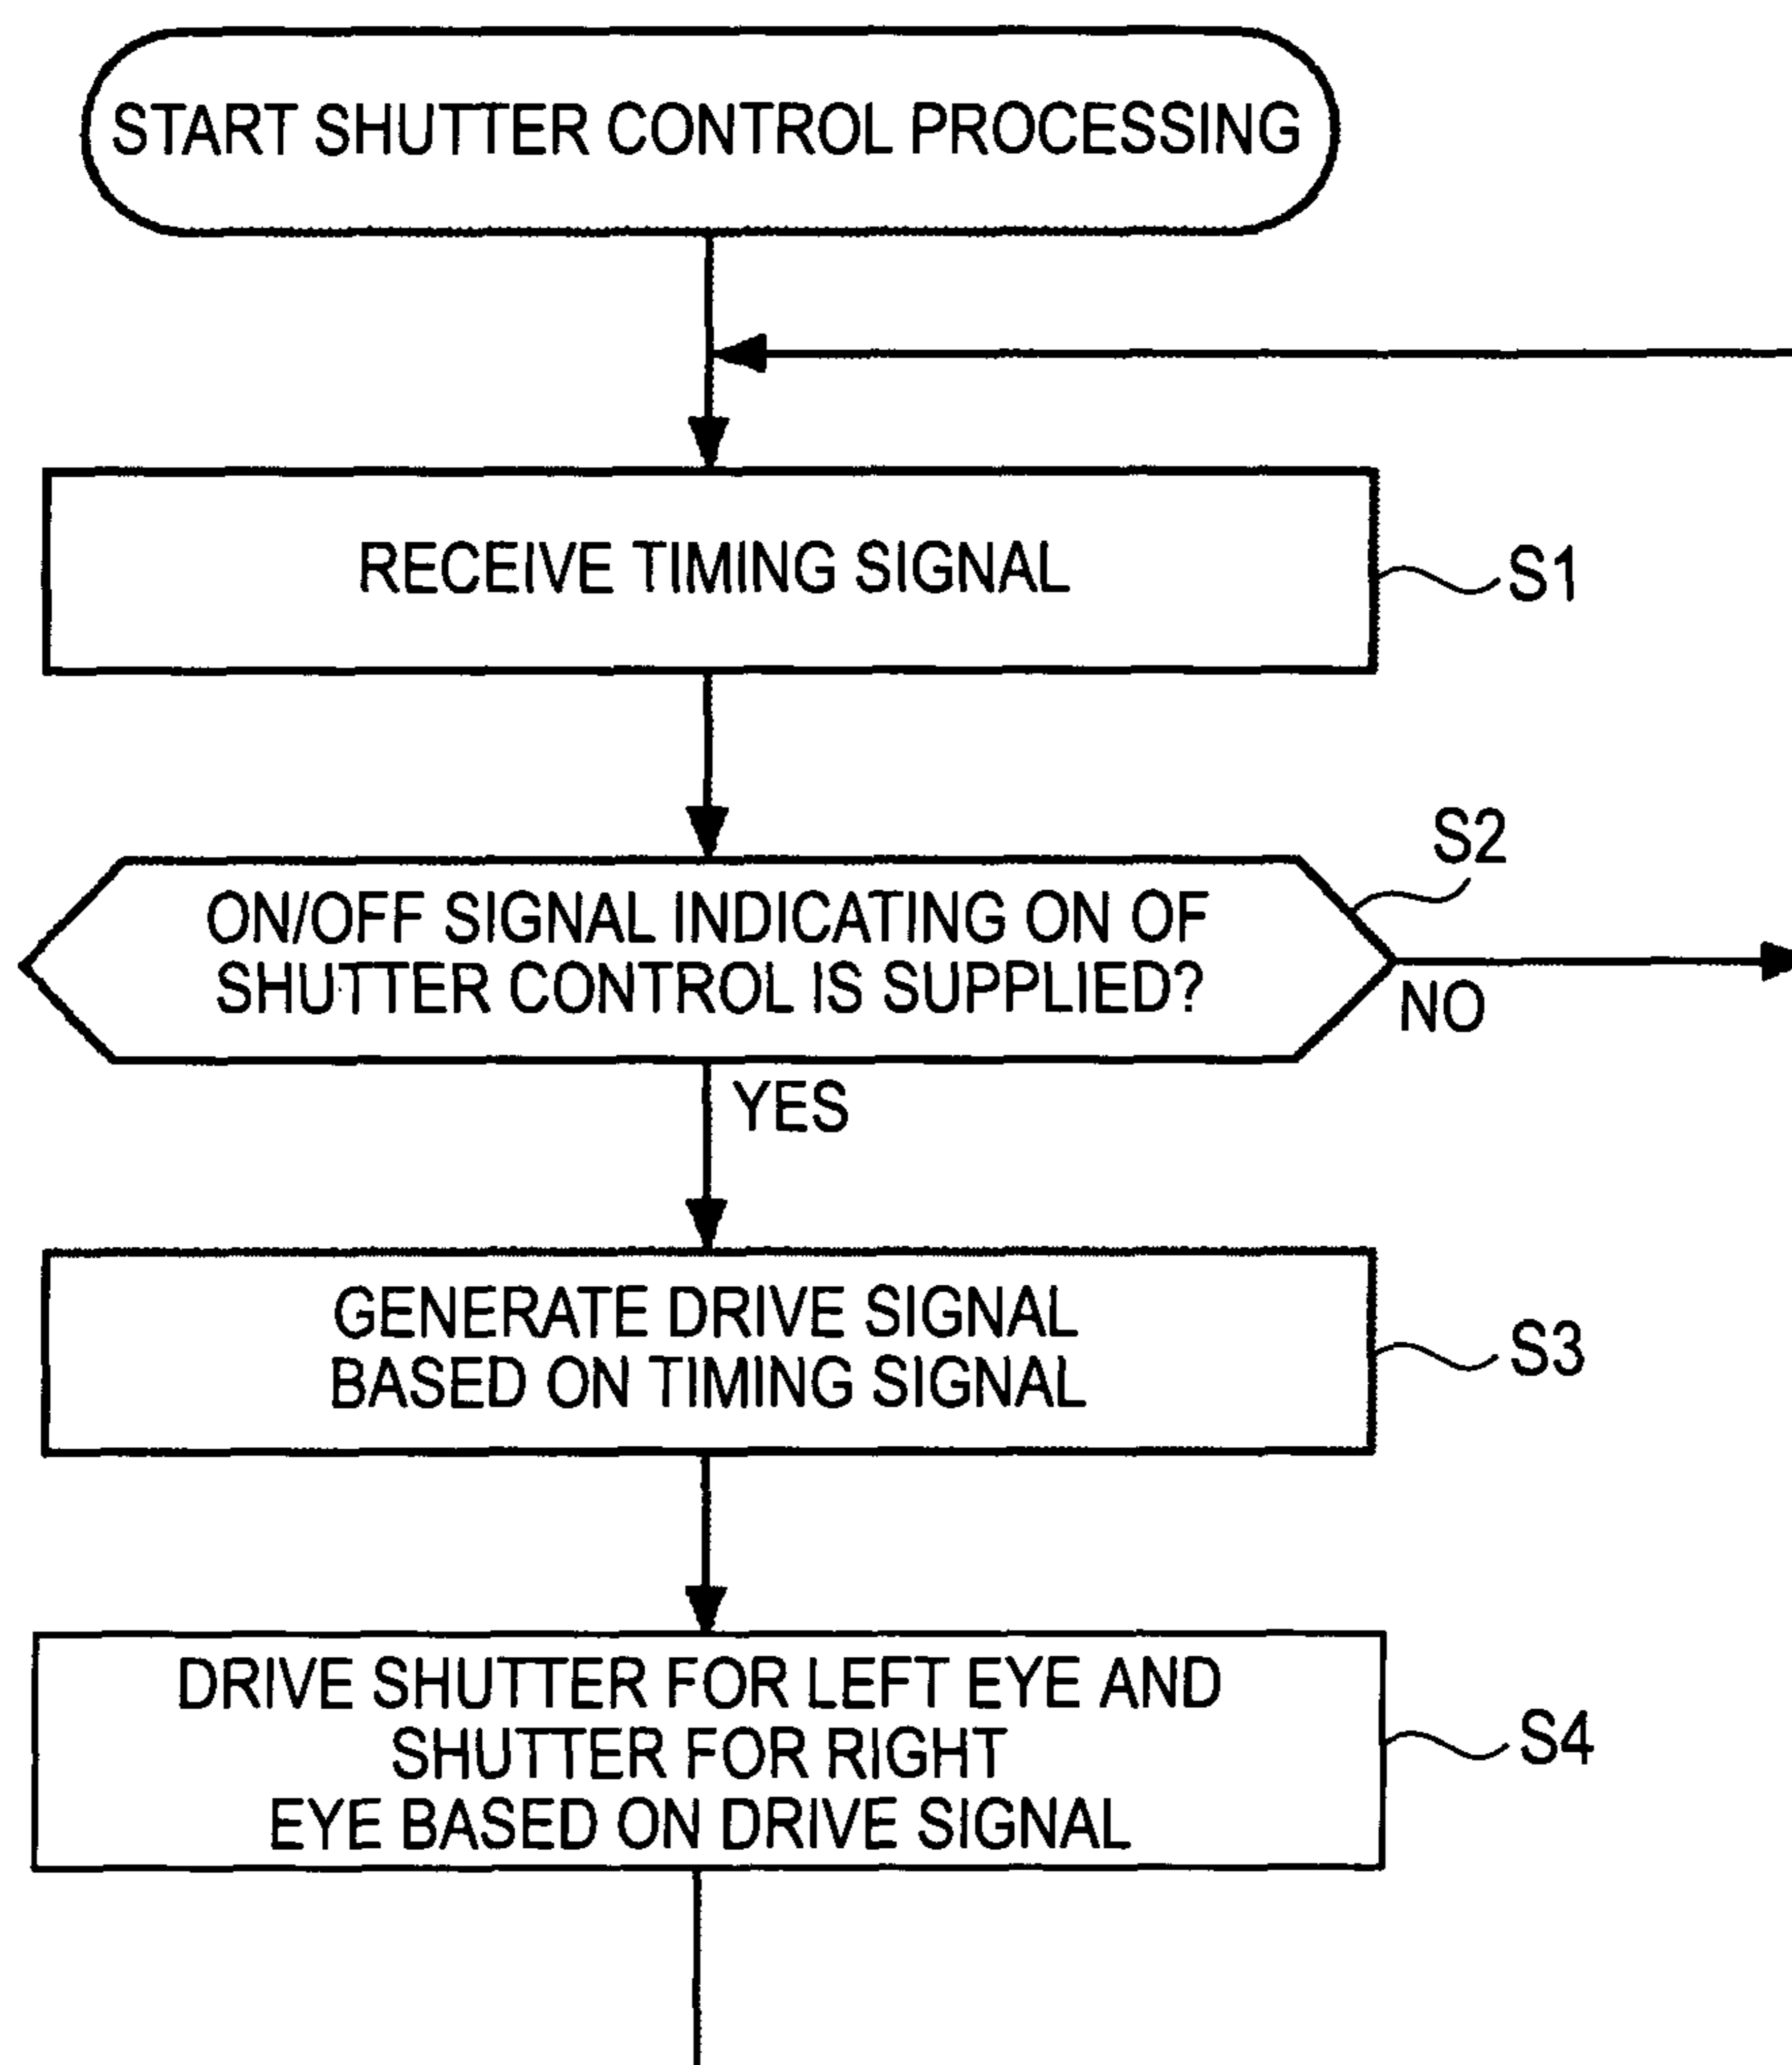 START SHUTTER CONTROL PROCESSING
RECEIVE TIMING SIGNAL
S1
S2
ON/OFF SIGNAL INDICATING ON OF
SHUTTER CONTROL IS SUPPLIED?
NO
YES
GENERATE DRIVE SIGNAL
BASED ON TIMING SIGNAL
S3
DRIVE SHUTTER FOR LEFT EYE AND
SHUTTER FOR RIGHT
EYE BASED ON DRIVE SIGNAL
S4